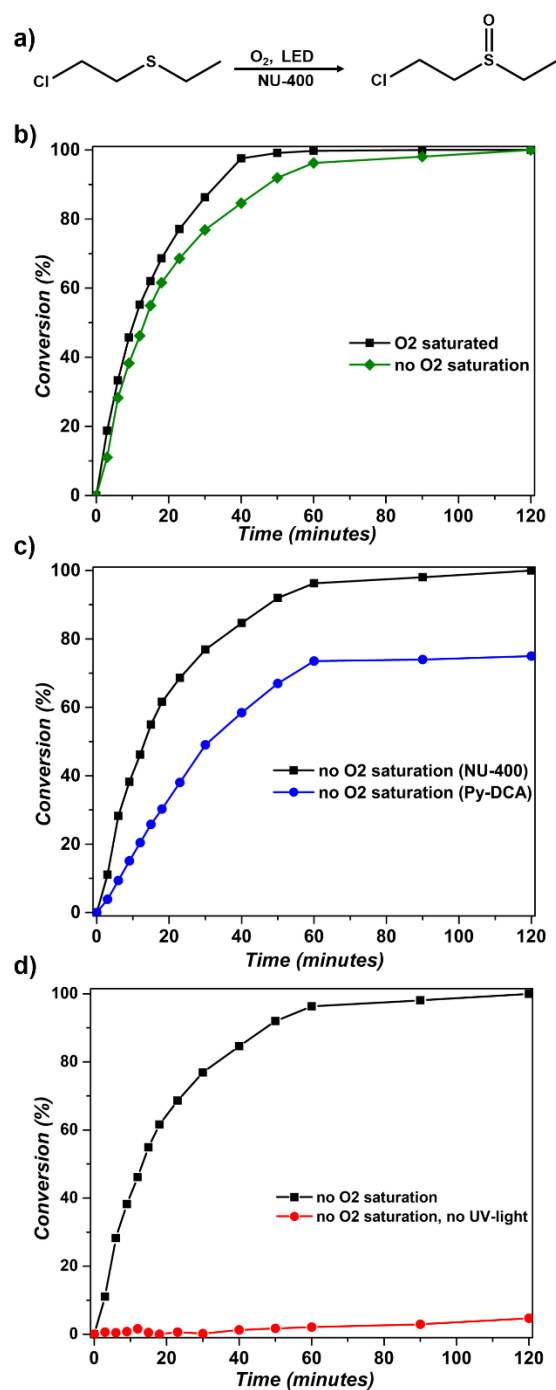 a)
O
Cl
S
O₂, LED
NU-400
Cl
S
b)
100
80
60
40
20
0
Conversion (%)
O2 saturated
no O2 saturation
0 20 40 60 80 100 120
Time (minutes)
c)
100
80
60
40
20
0
Conversion (%)
no O2 saturation (NU-400)
no O2 saturation (Py-DCA)
0 20 40 60 80 100 120
Time (minutes)
d)
100
80
60
40
20
0
Conversion (%)
no O2 saturation
no O2 saturation, no UV-light
0 20 40 60 80 100 120
Time (minutes)